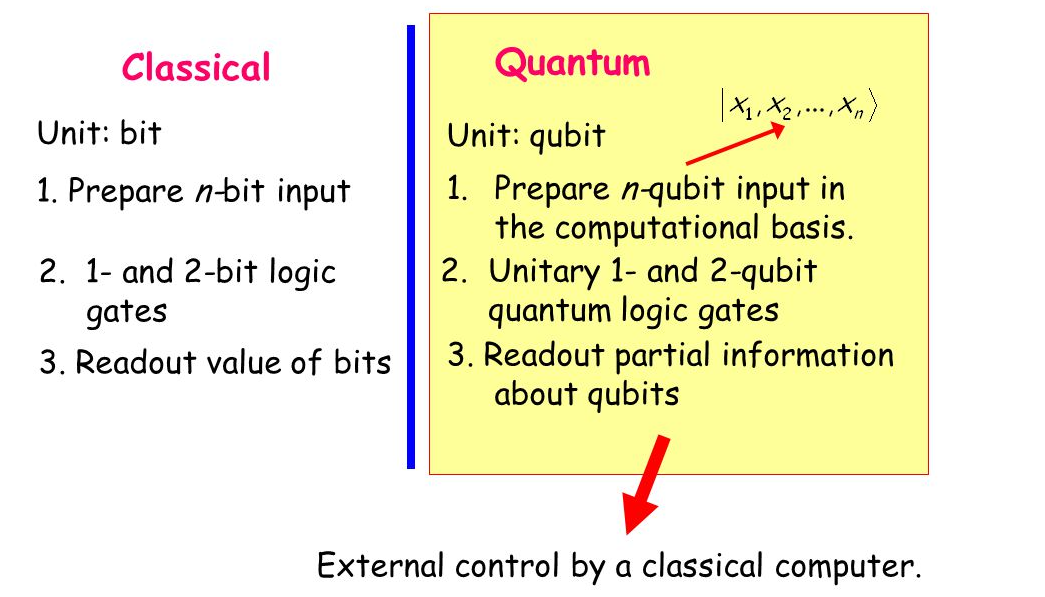 Classical
Unit: bit
1. Prepare n-bit input
2. 1- and 2-bit logic
gates
3. Readout value of bits
Quantum
|x₁,x₂,...,xₙ⟩
Unit: qubit
1. Prepare n-qubit input in
the computational basis.
2. Unitary 1- and 2-qubit
quantum logic gates
3. Readout partial information
about qubits
External control by a classical computer.